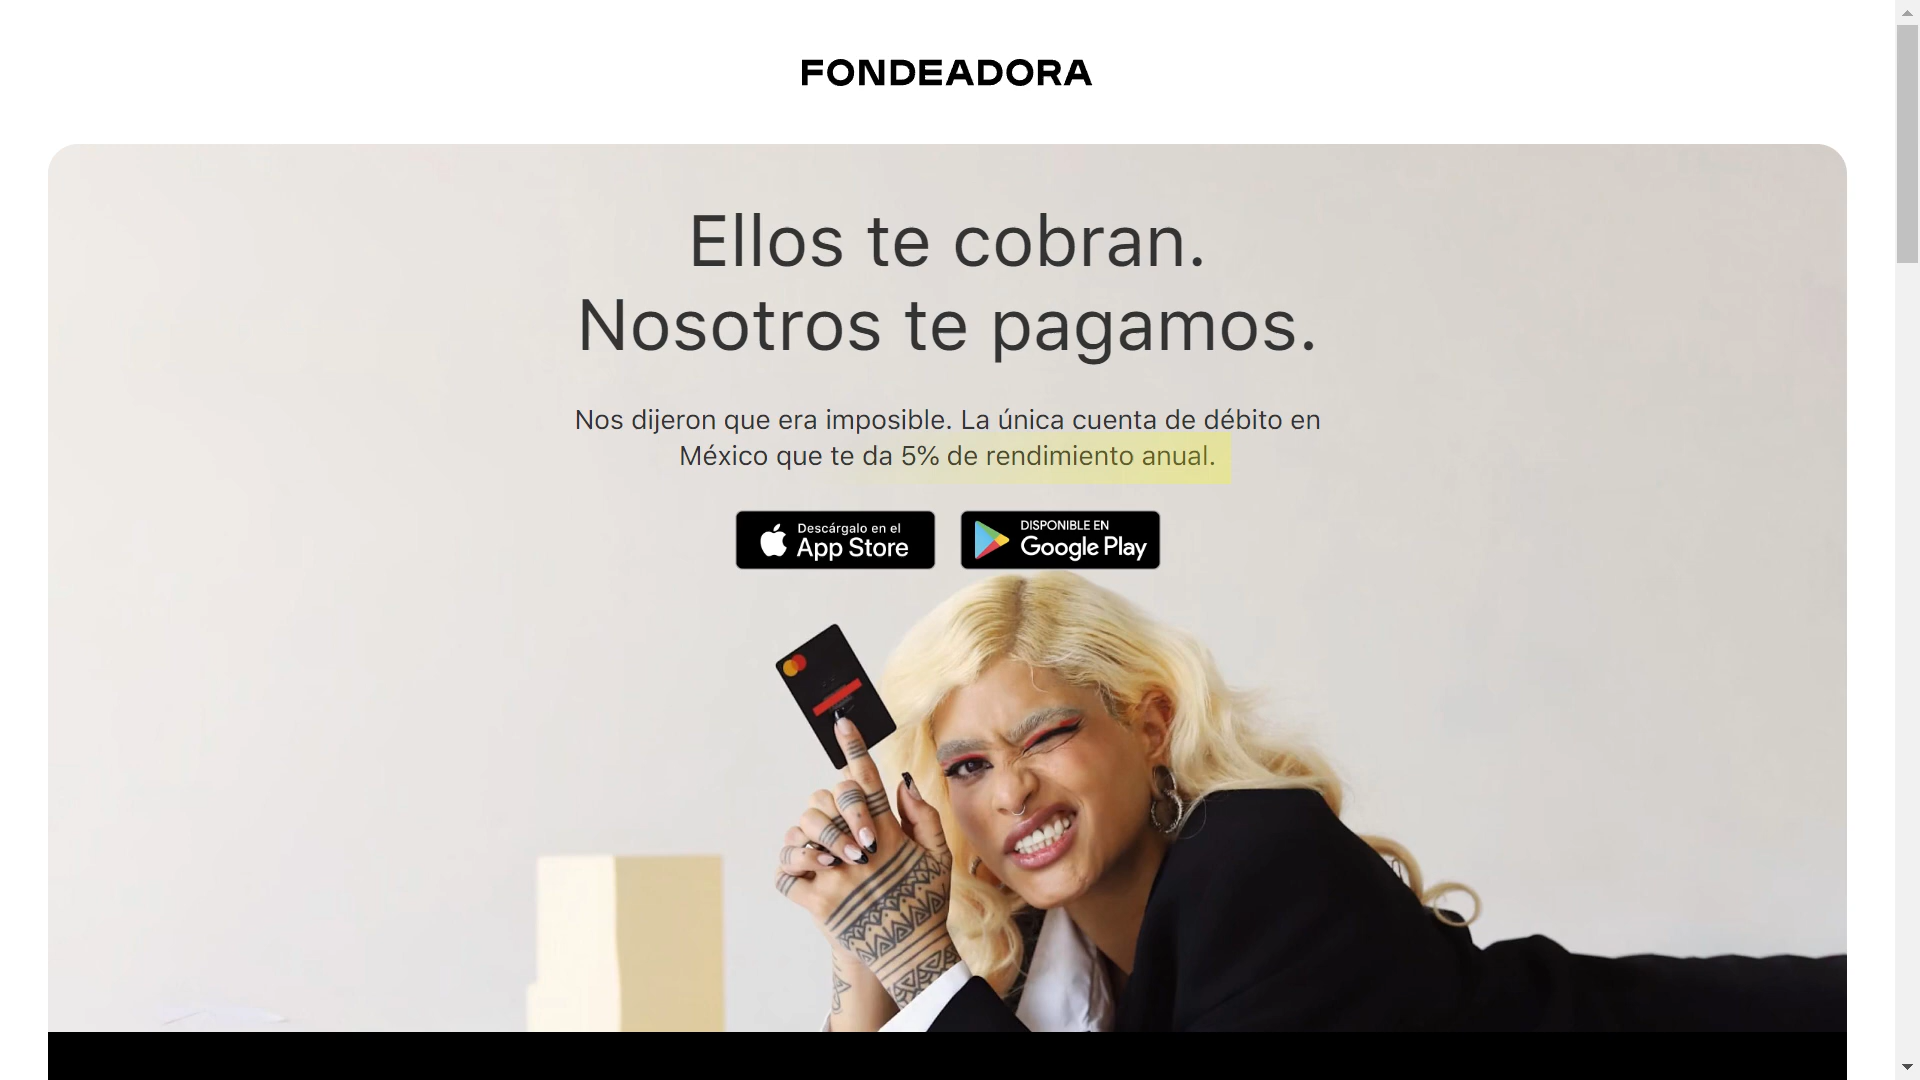 FONDEADORA
Ellos te cobran.
Nosotros te pagamos.
Nos dijeron que era imposible. La única cuenta de débito en
México que te da 5% de rendimiento anual.
Descárgalo en el
App Store
DISPONIBLE EN
Google Play